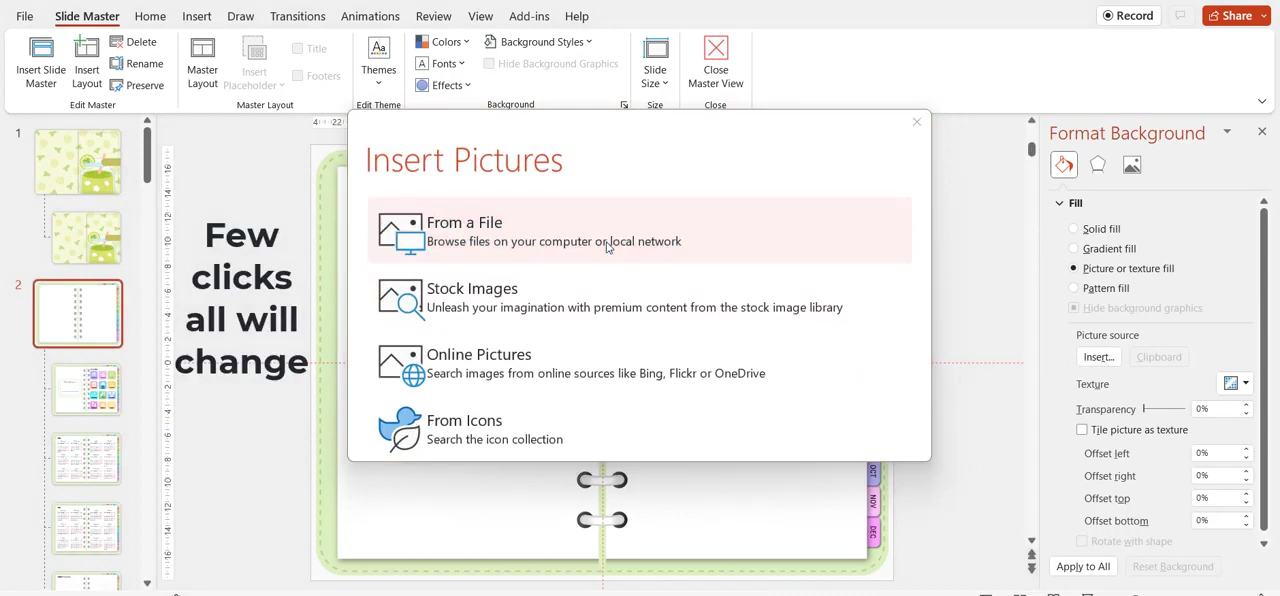 File Slide Master Home Insert Draw Transitions Animations Review View Add-ins Help Record Share
Insert Slide Master
Insert Layout
Delete
Rename
Preserve
Edit Master
Master Layout
Insert Placeholder
Title
Footers
Master Layout
Themes
Edit Theme
Colors
Fonts
Effects
Background Styles
Hide Background Graphics
Background
Slide Size
Size
Close Master View
Close
1
2
Few
clicks
all will
change
Insert Pictures
From a File
Browse files on your computer or local network
Stock Images
Unleash your imagination with premium content from the stock image library
Online Pictures
Search images from online sources like Bing, Flickr or OneDrive
From Icons
Search the icon collection
OCT
NOV
DEC
Format Background
Fill
Solid fill
Gradient fill
Picture or texture fill
Pattern fill
Hide background graphics
Picture source
Insert... Clipboard
Texture
Transparency 0%
Tile picture as texture
Offset left 0%
Offset right 0%
Offset top 0%
Offset bottom 0%
Rotate with shape
Apply to All Reset Background